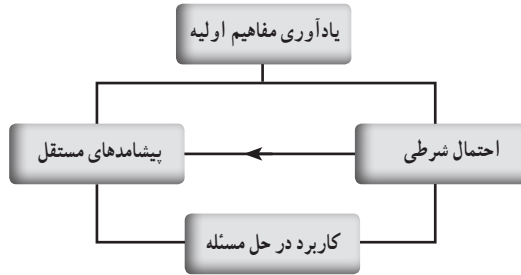 یادآوری مفاهیم اولیه
احتمال شرطی
پیشامدهای مستقل
کاربرد در حل مسئله